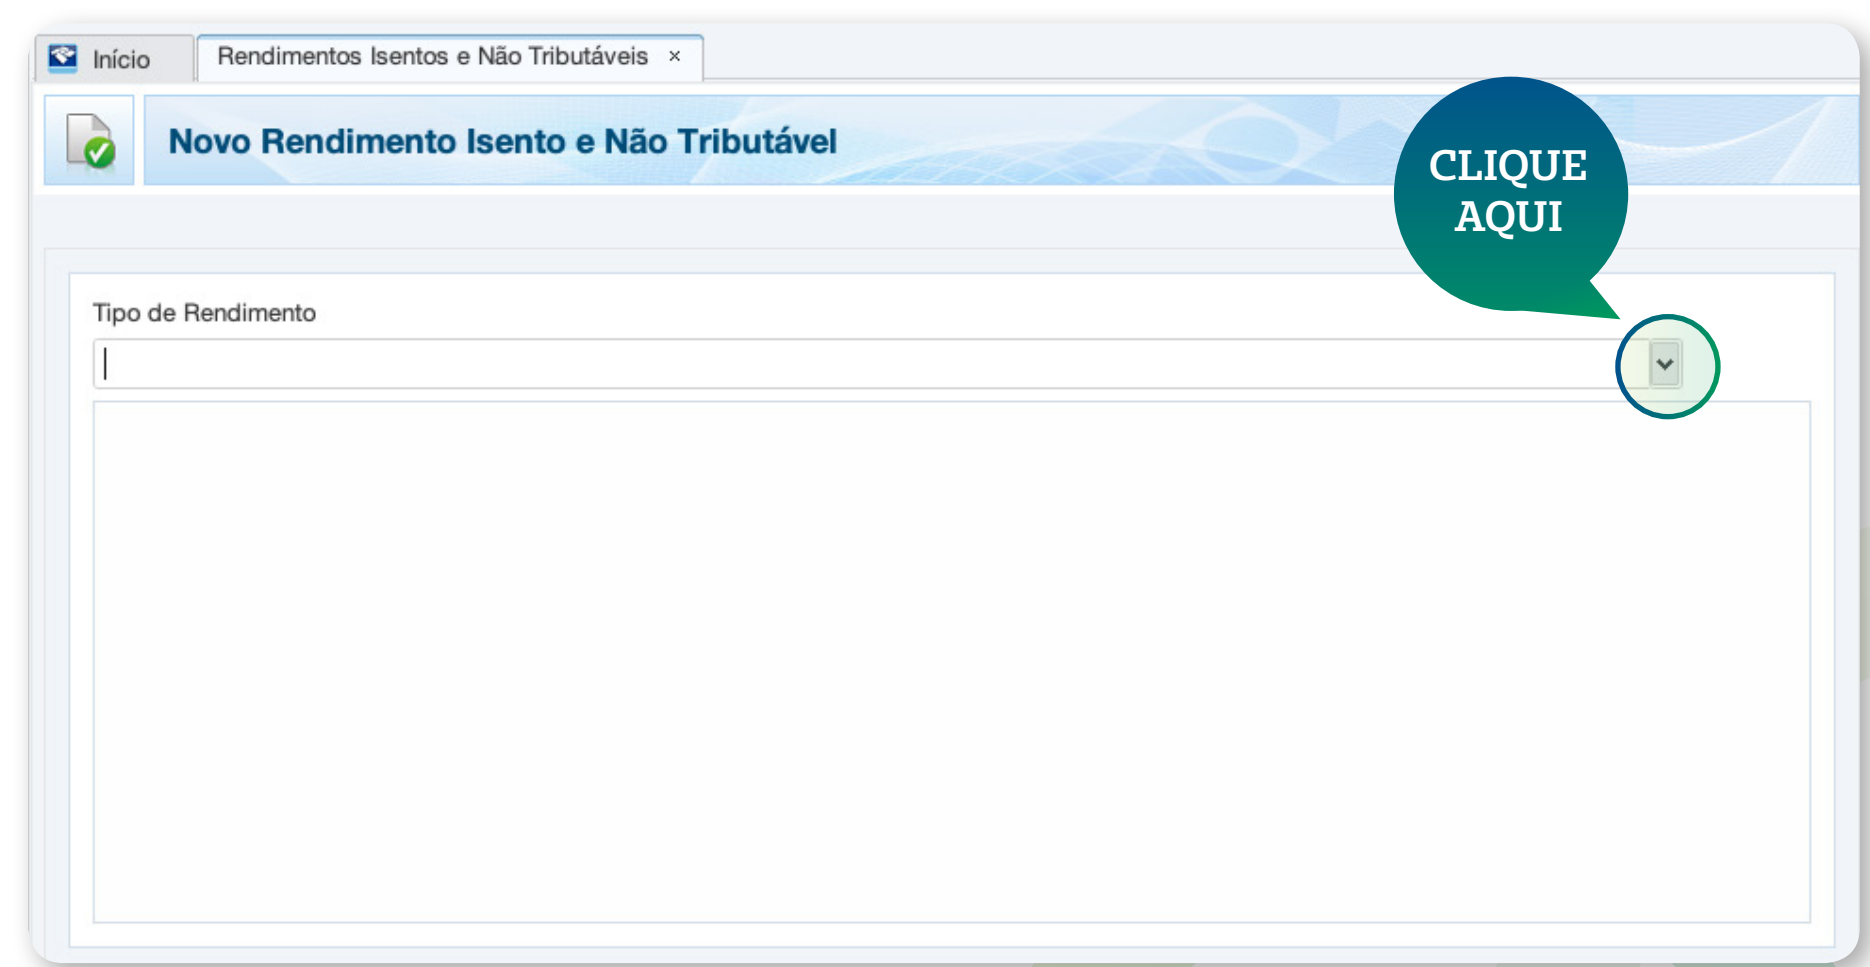 Início
Rendimentos Isentos e Não Tributáveis ×
Novo Rendimento Isento e Não Tributável
CLIQUE
AQUI
Tipo de Rendimento